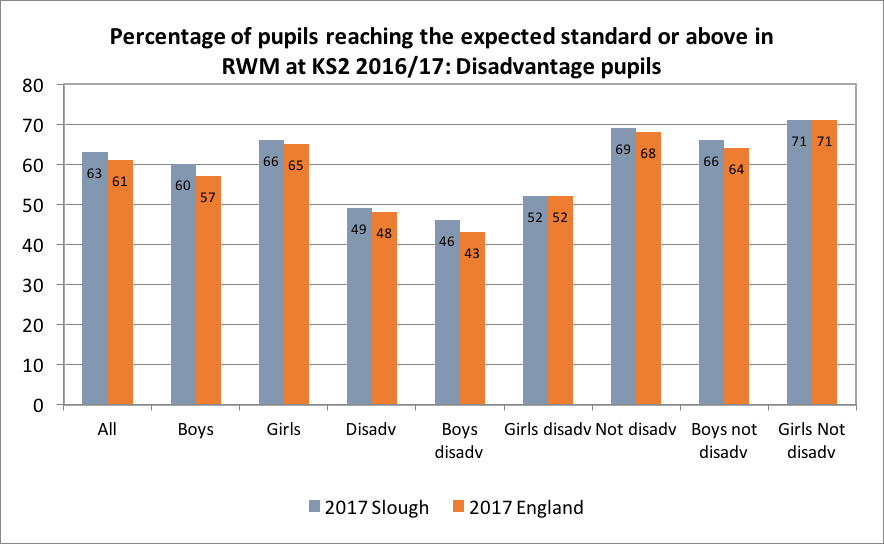 Percentage of pupils reaching the expected standard or above in
RWM at KS2 2016/17: Disadvantage pupils
80
70
60
50
40
30
20
10
0
63 61
60 57
66 65
49 48
46 43
52 52
69 68
66 64
71 71
All
Boys
Girls
Disadv
Boys
disadv
Girls disadv
Not disadv
Boys not
disadv
Girls Not
disadv
2017 Slough
2017 England